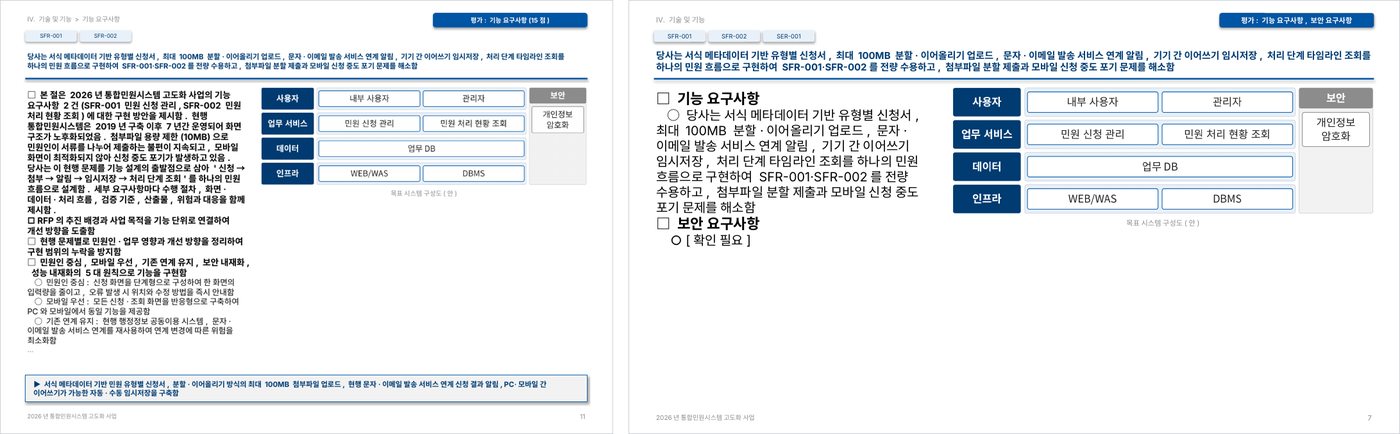 IV. 기술 및 기능 > 기능 요구사항
평가 : 기능 요구사항 (15 점 )
SFR-001
SFR-002
당사는 서식 메타데이터 기반 유형별 신청서 , 최대 100MB 분할 · 이어올리기 업로드 , 문자 · 이메일 발송 서비스 연계 알림 , 기기 간 이어쓰기 임시저장 , 처리 단계 타임라인 조회를
하나의 민원 흐름으로 구현하여 SFR-001·SFR-002 를 전량 수용하고 , 첨부파일 분할 제출과 모바일 신청 중도 포기 문제를 해소함
□ 본 절은 2026 년 통합민원시스템 고도화 사업의 기능
요구사항 2 건 (SFR-001 민원 신청 관리 , SFR-002 민원
처리 현황 조회 ) 에 대한 구현 방안을 제시함 . 현행
통합민원시스템은 2019 년 구축 이후 7 년간 운영되어 화면
구조가 노후화되었음 . 첨부파일 용량 제한 (10MB) 으로
민원인이 서류를 나누어 제출하는 불편이 지속되고 , 모바일
화면이 최적화되지 않아 신청 중도 포기가 발생하고 있음 .
당사는 이 현행 문제를 기능 설계의 출발점으로 삼아 ' 신청 →
첨부 → 알림 → 임시저장 → 처리 단계 조회 ' 를 하나의 민원
흐름으로 설계함 . 세부 요구사항마다 수행 절차 , 화면 ·
데이터 · 처리 흐름 , 검증 기준 , 산출물 , 위험과 대응을 함께
제시함 .
□ RFP 의 추진 배경과 사업 목적을 기능 단위로 연결하여
개선 방향을 도출함
□ 현행 문제별로 민원인 · 업무 영향과 개선 방향을 정리하여
구현 범위의 누락을 방지함
□ 민원인 중심 , 모바일 우선 , 기존 연계 유지 , 보안 내재화 ,
성능 내재화의 5 대 원칙으로 기능을 구현함
○ 민원인 중심 : 신청 화면을 단계형으로 구성하여 한 화면의
입력량을 줄이고 , 오류 발생 시 위치와 수정 방법을 즉시 안내함
○ 모바일 우선 : 모든 신청 · 조회 화면을 반응형으로 구축하여
PC 와 모바일에서 동일 기능을 제공함
○ 기존 연계 유지 : 현행 행정정보 공동이용 시스템 , 문자 ·
이메일 발송 서비스 연계를 재사용하여 연계 변경에 따른 위험을
최소화함
...
사용자
내부 사용자
관리자
보안
업무 서비스
민원 신청 관리
민원 처리 현황 조회
개인정보
암호화
데이터
업무 DB
인프라
WEB/WAS
DBMS
목표 시스템 구성도 ( 안 )
▶ 서식 메타데이터 기반 민원 유형별 신청서 , 분할 · 이어올리기 방식의 최대 100MB 첨부파일 업로드 , 현행 문자 · 이메일 발송 서비스 연계 신청 결과 알림 , PC· 모바일 간
이어쓰기가 가능한 자동 · 수동 임시저장을 구축함
2026 년 통합민원시스템 고도화 사업
11
IV. 기술 및 기능
평가 : 기능 요구사항 , 보안 요구사항
SFR-001
SFR-002
SER-001
당사는 서식 메타데이터 기반 유형별 신청서 , 최대 100MB 분할 · 이어올리기 업로드 , 문자 · 이메일 발송 서비스 연계 알림 , 기기 간 이어쓰기 임시저장 , 처리 단계 타임라인 조회를
하나의 민원 흐름으로 구현하여 SFR-001·SFR-002 를 전량 수용하고 , 첨부파일 분할 제출과 모바일 신청 중도 포기 문제를 해소함
□ 기능 요구사항
○ 당사는 서식 메타데이터 기반 유형별 신청서 ,
최대 100MB 분할 · 이어올리기 업로드 , 문자 ·
이메일 발송 서비스 연계 알림 , 기기 간 이어쓰기
임시저장 , 처리 단계 타임라인 조회를 하나의 민원
흐름으로 구현하여 SFR-001·SFR-002 를 전량
수용하고 , 첨부파일 분할 제출과 모바일 신청 중도
포기 문제를 해소함
□ 보안 요구사항
○ [ 확인 필요 ]
사용자
내부 사용자
관리자
보안
업무 서비스
민원 신청 관리
민원 처리 현황 조회
개인정보
암호화
데이터
업무 DB
인프라
WEB/WAS
DBMS
목표 시스템 구성도 ( 안 )
2026 년 통합민원시스템 고도화 사업
7